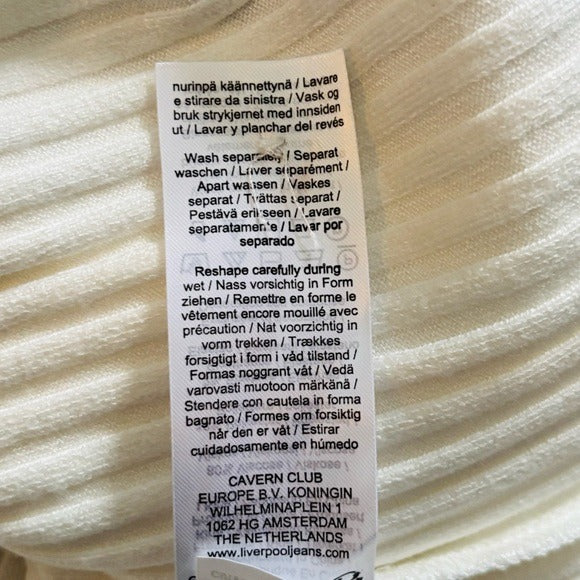 nurinpä käännettynä / Lavare
e stirare da sinistra / Vask og
bruk strykjernet med innsiden
ut / Lavar y planchar del revés
Wash separately / Separat
waschen / Laver séparément /
Apart wassen / Vaskes
separat / Tvättas separat /
Pestävä erikseen / Lavare
separatamente / Lavar por
separado
Reshape carefully during
wet / Nass vorsichtig in Form
ziehen / Remettre en forme le
vêtement encore mouillé avec
précaution / Nat voorzichtig in
vorm trekken / Trækkes
forsigtigt i form i våd tilstand /
Formas noggrant våt / Vedä
varovasti muotoon märkänä /
Stendere con cautela in forma
bagnato / Formes om forsiktig
når den er våt / Estirar
cuidadosamente en húmedo
CAVERN CLUB
EUROPE B.V. KONINGIN
WILHELMINAPLEIN 1
1062 HG AMSTERDAM
THE NETHERLANDS
www.liverpooljeans.com